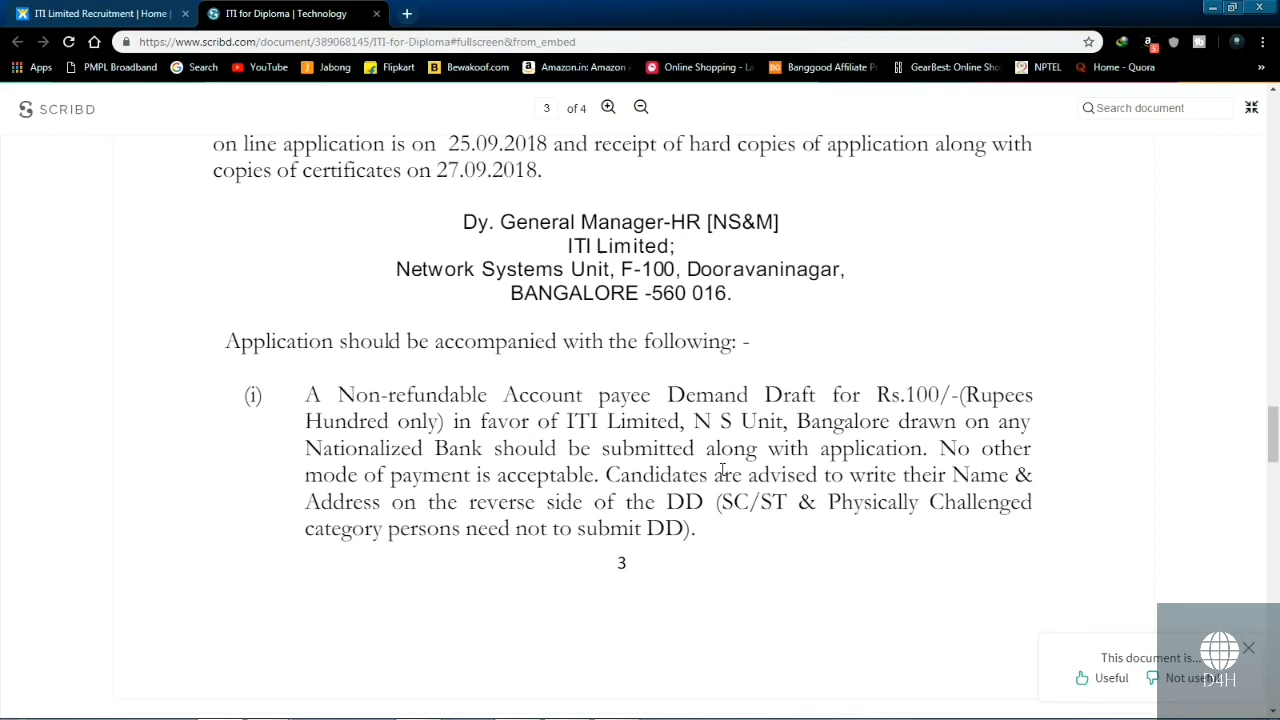 ITI Limited Recruitment | Home |
ITI for Diploma | Technology
https://www.scribd.com/document/389068145/ITI-for-Diploma#fullscreen&from_embed
Apps
PMPL Broadband
Search
YouTube
Jabong
Flipkart
Bewakoof.com
Amazon.in: Amazon
Online Shopping - L
Banggood Affiliate P
GearBest: Online Sho
NPTEL
Home - Quora
»
SCRIBD
3 of 4
Search document
on line application is on 25.09.2018 and receipt of hard copies of application along with
copies of certificates on 27.09.2018.
Dy. General Manager-HR [NS&M]
ITI Limited;
Network Systems Unit, F-100, Dooravaninagar,
BANGALORE -560 016.
Application should be accompanied with the following: -
(i) A Non-refundable Account payee Demand Draft for Rs.100/-(Rupees
Hundred only) in favor of ITI Limited, N S Unit, Bangalore drawn on any
Nationalized Bank should be submitted along with application. No other
mode of payment is acceptable. Candidates are advised to write their Name &
Address on the reverse side of the DD (SC/ST & Physically Challenged
category persons need not to submit DD).
3
This document is...
Useful
Not useful
D4H